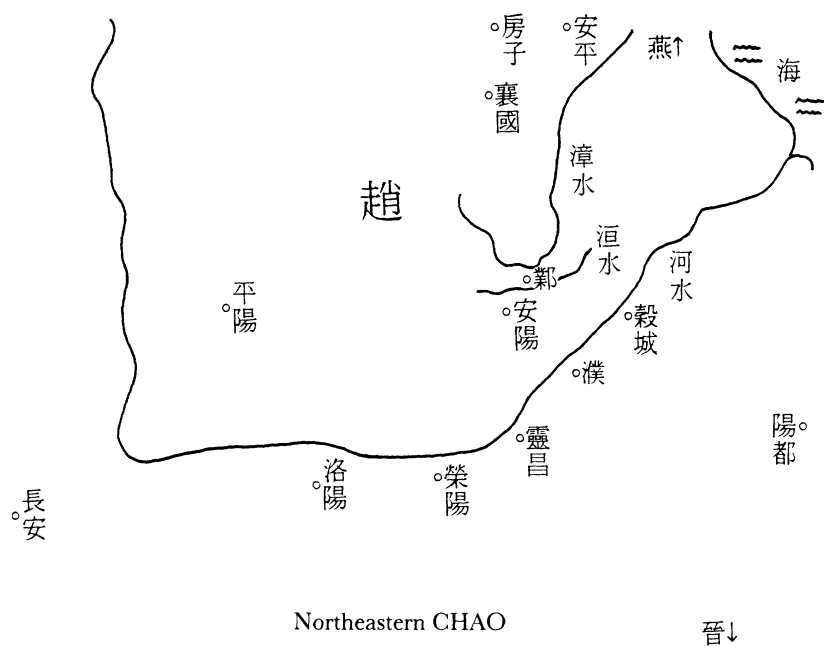 房子
安平
燕↑
海
襄國
漳水
趙
洹水
河水
鄴
平陽
安陽
穀城
濮
陽都
靈昌
洛陽
榮陽
長安
Northeastern CHAO
晉↓